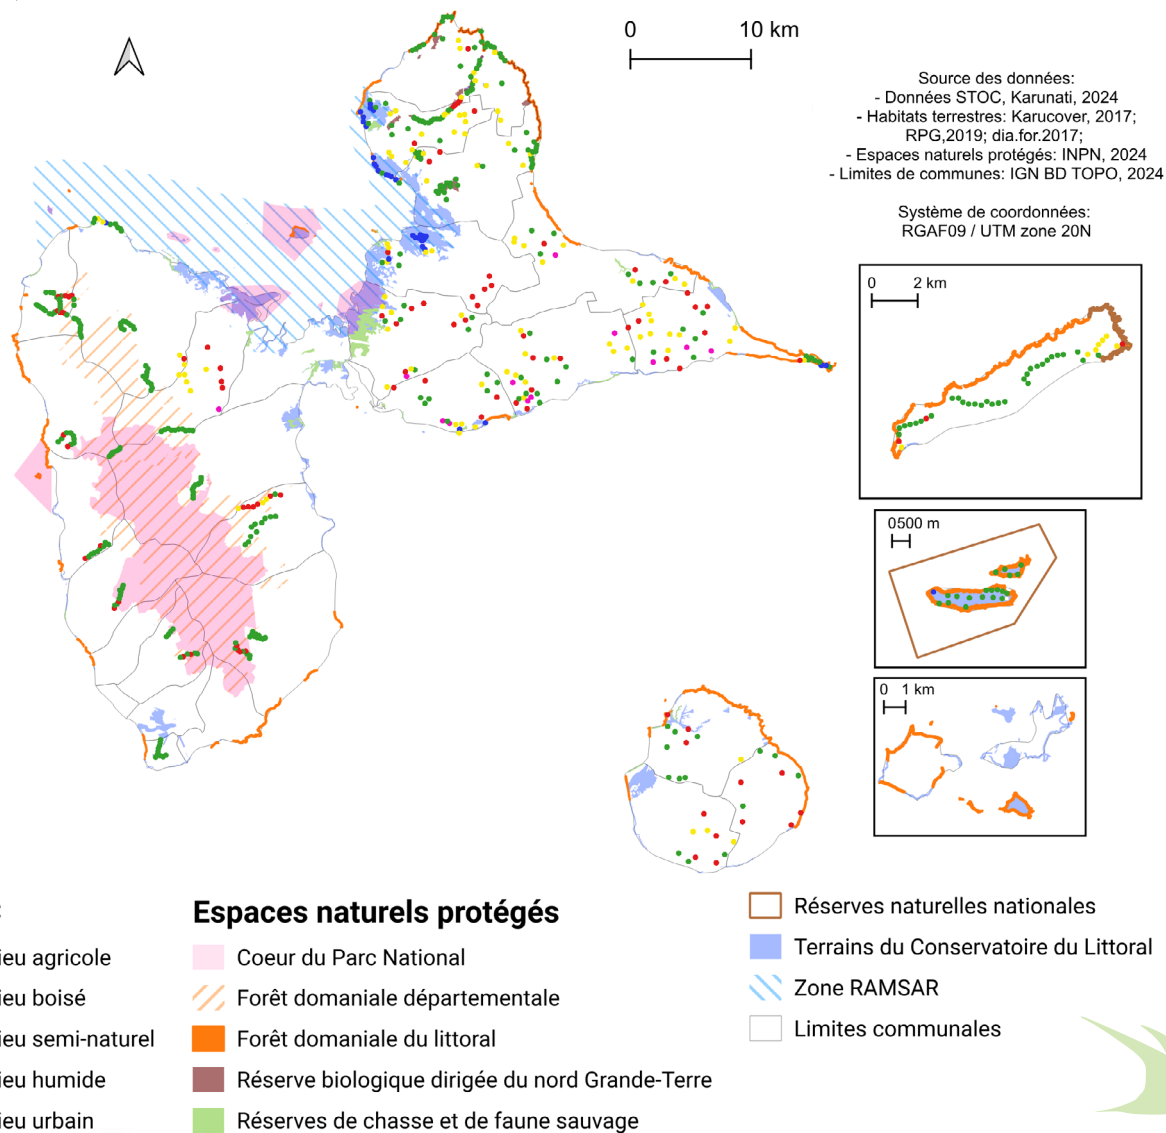 0 10 km
Source des données:
- Données STOC, Karunati, 2024
- Habitats terrestres: Karucover, 2017;
RPG,2019; dia.for.2017;
- Espaces naturels protégés: INPN, 2024
- Limites de communes: IGN BD TOPO, 2024
Système de coordonnées:
RGAF09 / UTM zone 20N
0 2 km
0500 m
0 1 km
Espaces naturels protégés
ieu agricole
ieu boisé
ieu semi-naturel
ieu humide
ieu urbain
Coeur du Parc National
Forêt domaniale départementale
Forêt domaniale du littoral
Réserve biologique dirigée du nord Grande-Terre
Réserves de chasse et de faune sauvage
Réserves naturelles nationales
Terrains du Conservatoire du Littoral
Zone RAMSAR
Limites communales